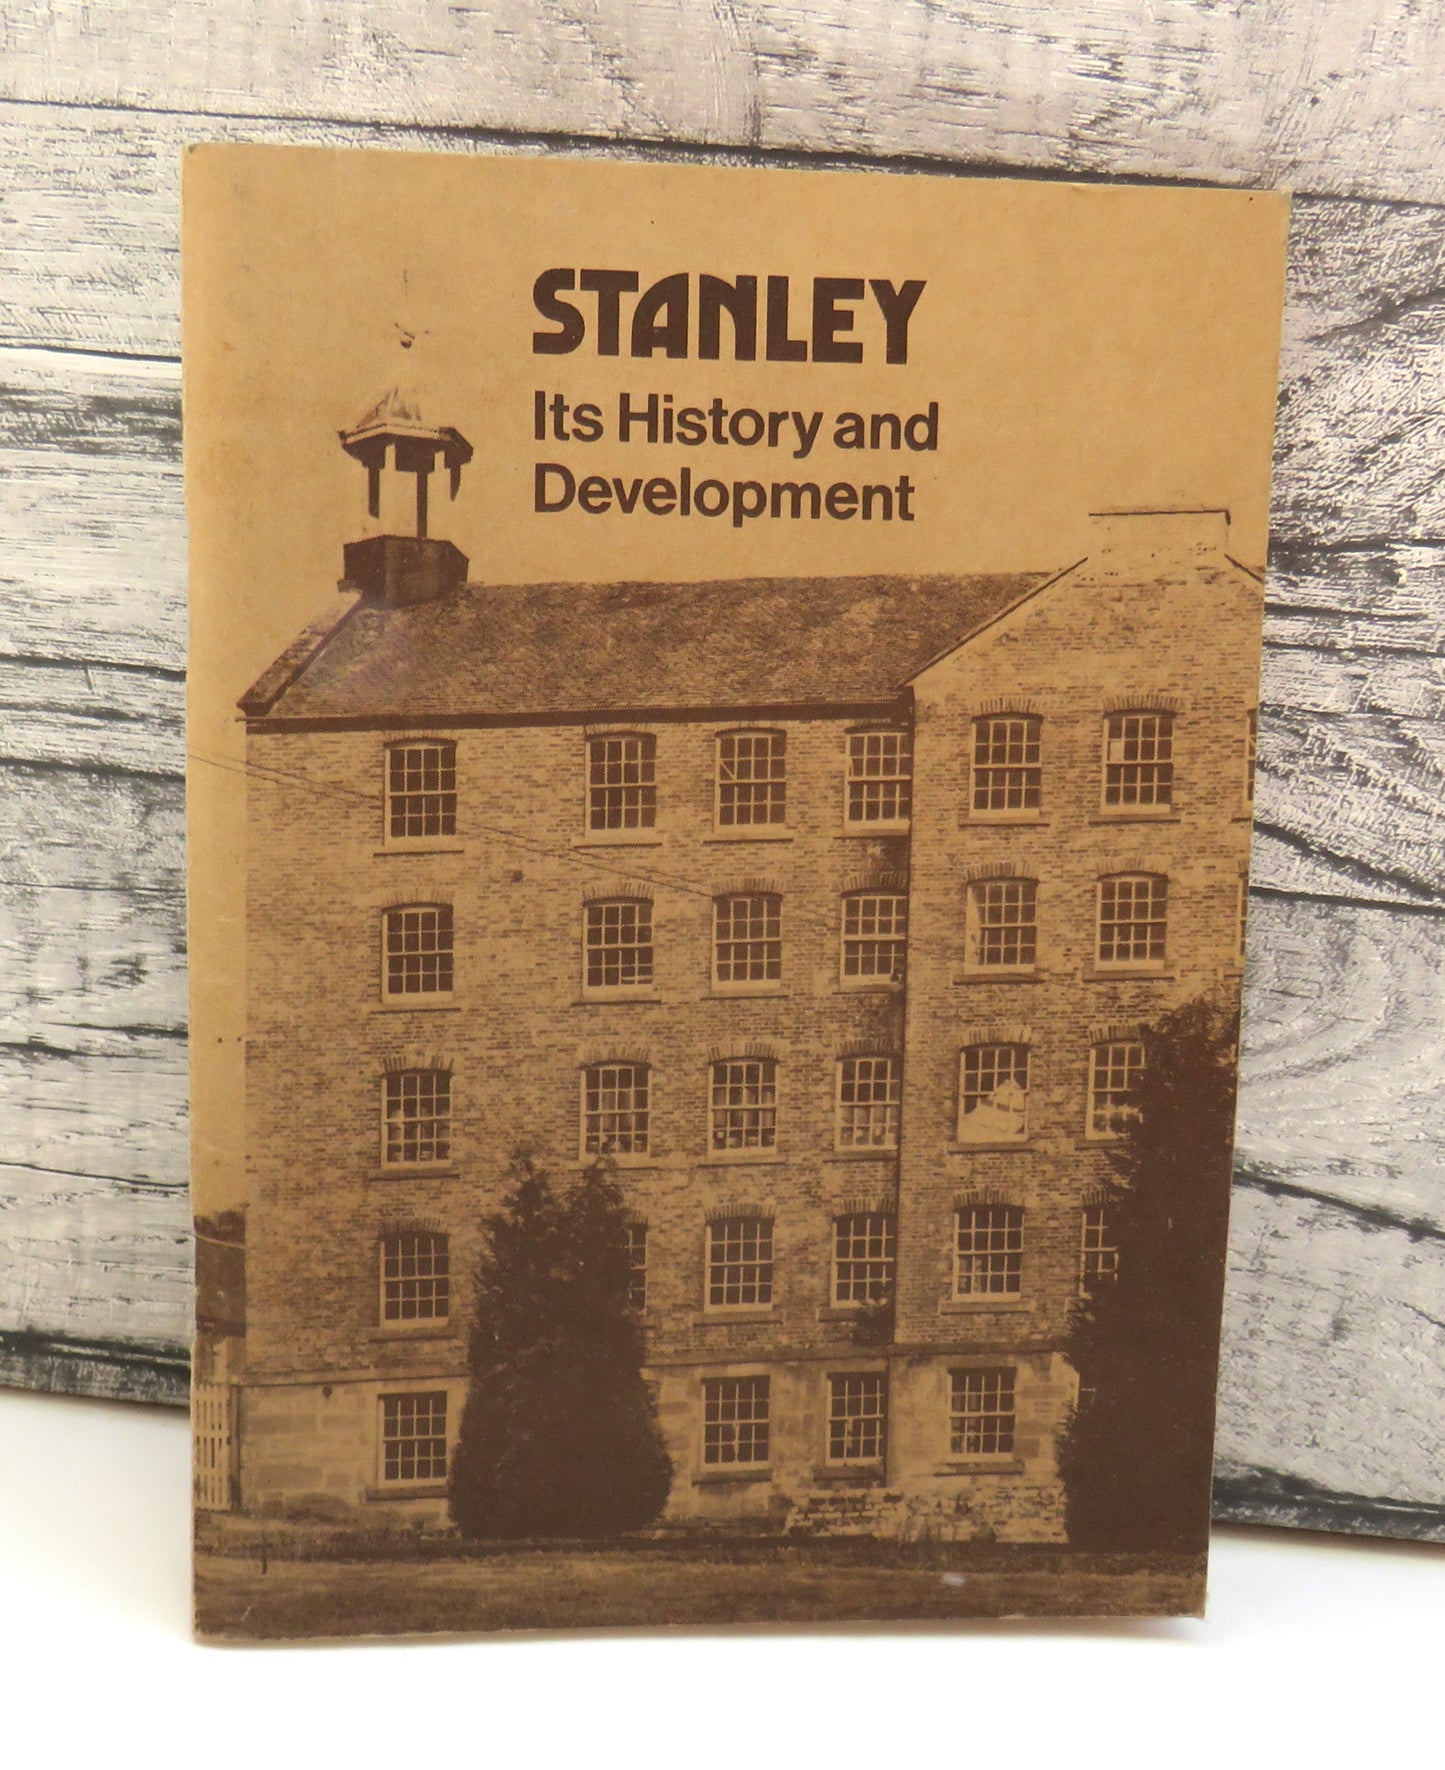 STANLEY
Its History and
Development